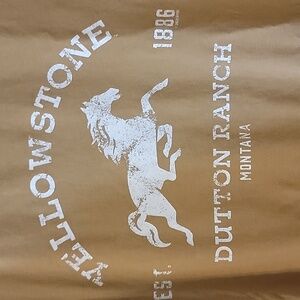 YELLOWSTONE
EST. 1886
DUTTON RANCH
MONTANA